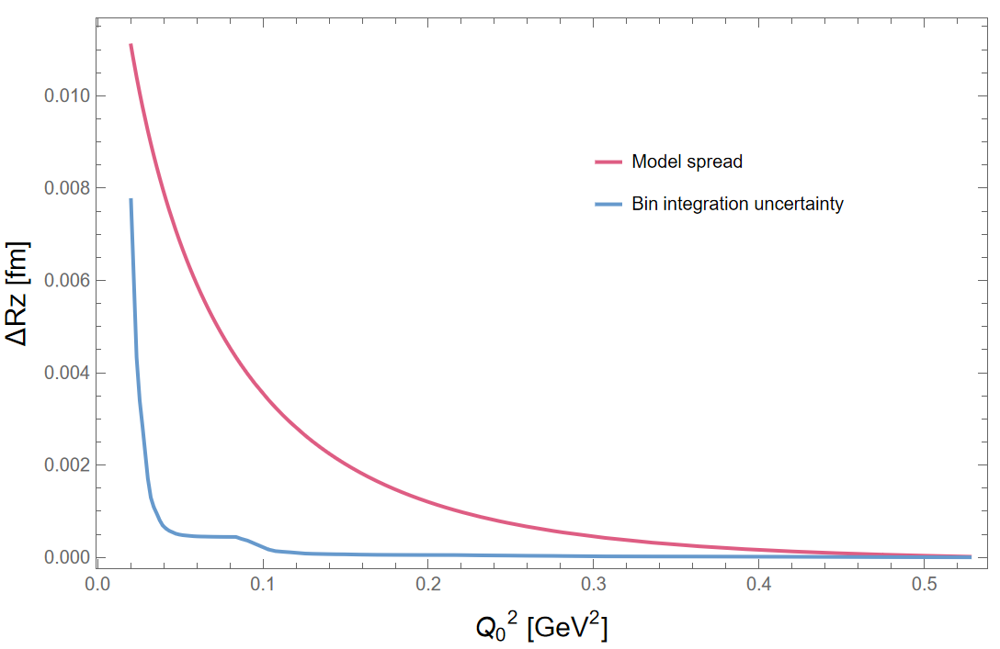 0.010
0.008
0.006
0.004
0.002
0.000
ΔRz [fm]
Model spread
Bin integration uncertainty
0.0 0.1 0.2 0.3 0.4 0.5
Q₀² [GeV²]